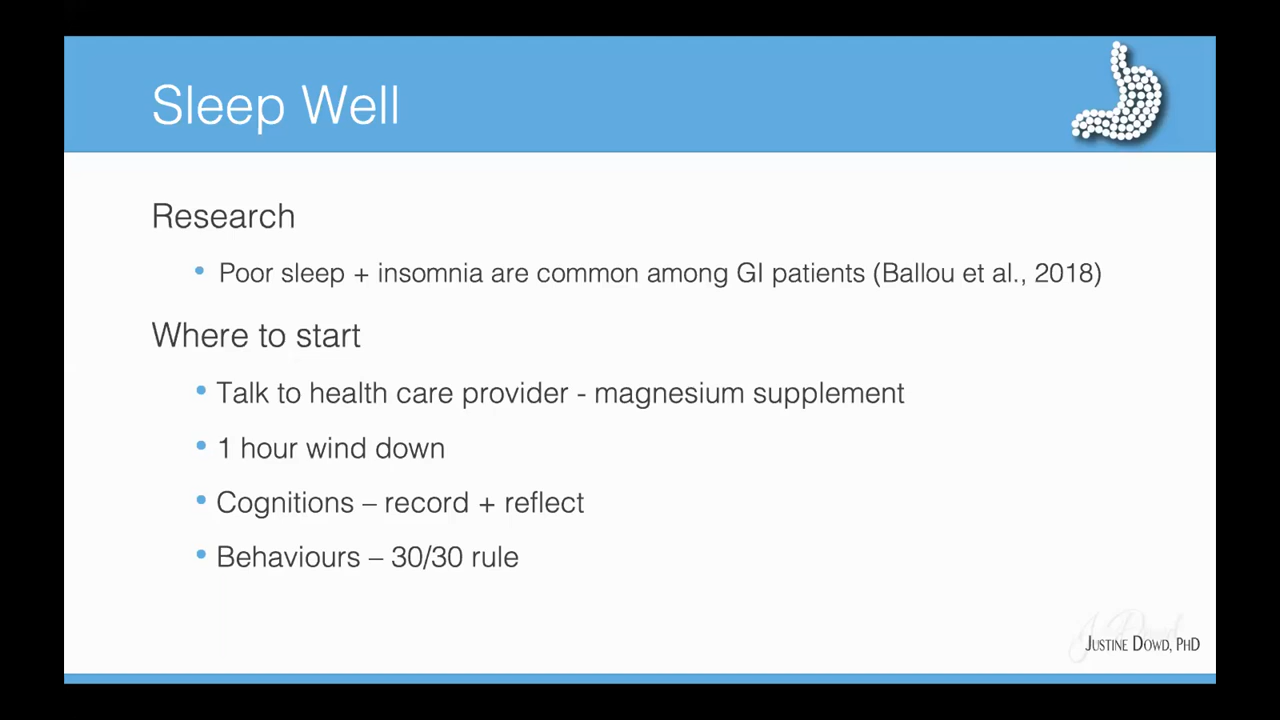 Sleep Well
Research
• Poor sleep + insomnia are common among GI patients (Ballou et al., 2018)
Where to start
• Talk to health care provider - magnesium supplement
• 1 hour wind down
• Cognitions – record + reflect
• Behaviours – 30/30 rule
JUSTINE DOWD, PHD